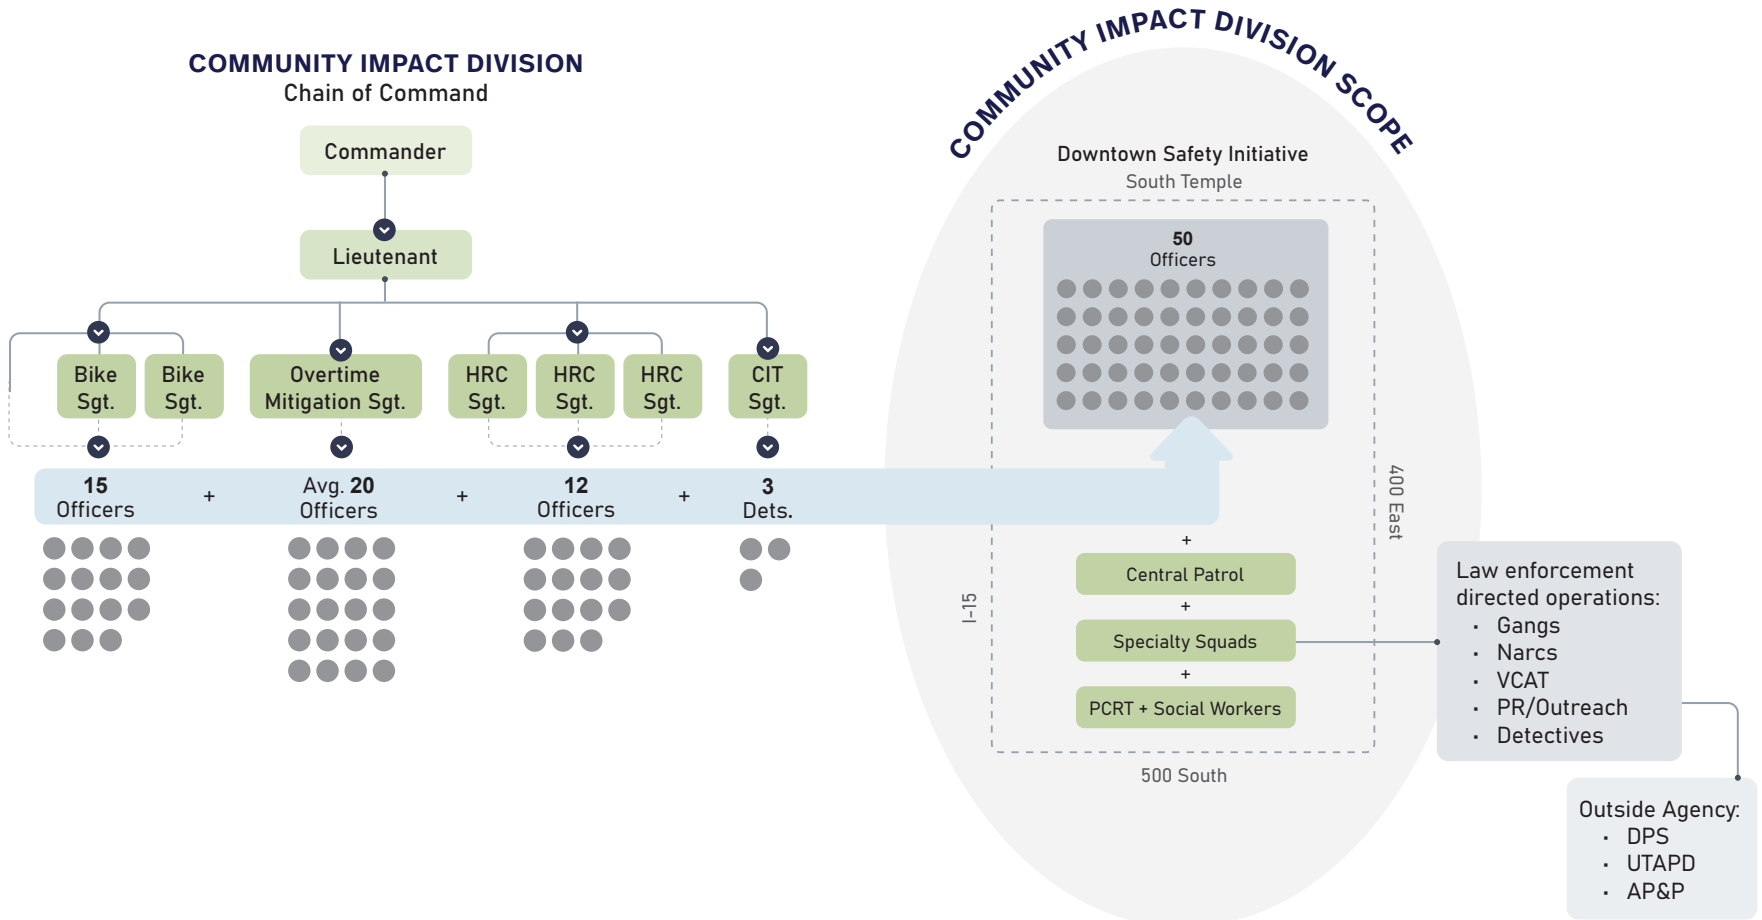 COMMUNITY IMPACT DIVISION
Chain of Command
Commander
Lieutenant
Bike
Sgt.
Bike
Sgt.
Overtime
Mitigation Sgt.
HRC
Sgt.
HRC
Sgt.
HRC
Sgt.
CIT
Sgt.
15
Officers
+
Avg. 20
Officers
+
12
Officers
+
3
Dets.
COMMUNITY IMPACT DIVISION SCOPE
Downtown Safety Initiative
South Temple
50
Officers
400 East
I-15
+
Central Patrol
+
Specialty Squads
+
PCRT + Social Workers
500 South
Law enforcement
directed operations:
· Gangs
· Narcs
· VCAT
· PR/Outreach
· Detectives
Outside Agency:
· DPS
· UTAPD
· AP&P